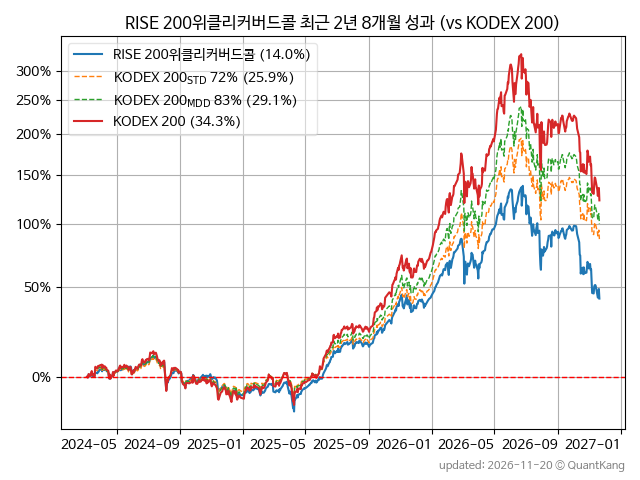 RISE 200위클리커버드콜 최근 2년 8개월 성과 (vs KODEX 200)
RISE 200위클리커버드콜 (14.0%)
KODEX 200STD 72% (25.9%)
KODEX 200MDD 83% (29.1%)
KODEX 200 (34.3%)
300%
250%
200%
150%
100%
50%
0%
2024-05 2024-09 2025-01 2025-05 2025-09 2026-01 2026-05 2026-09 2027-01
updated: 2026-11-20 © QuantKang